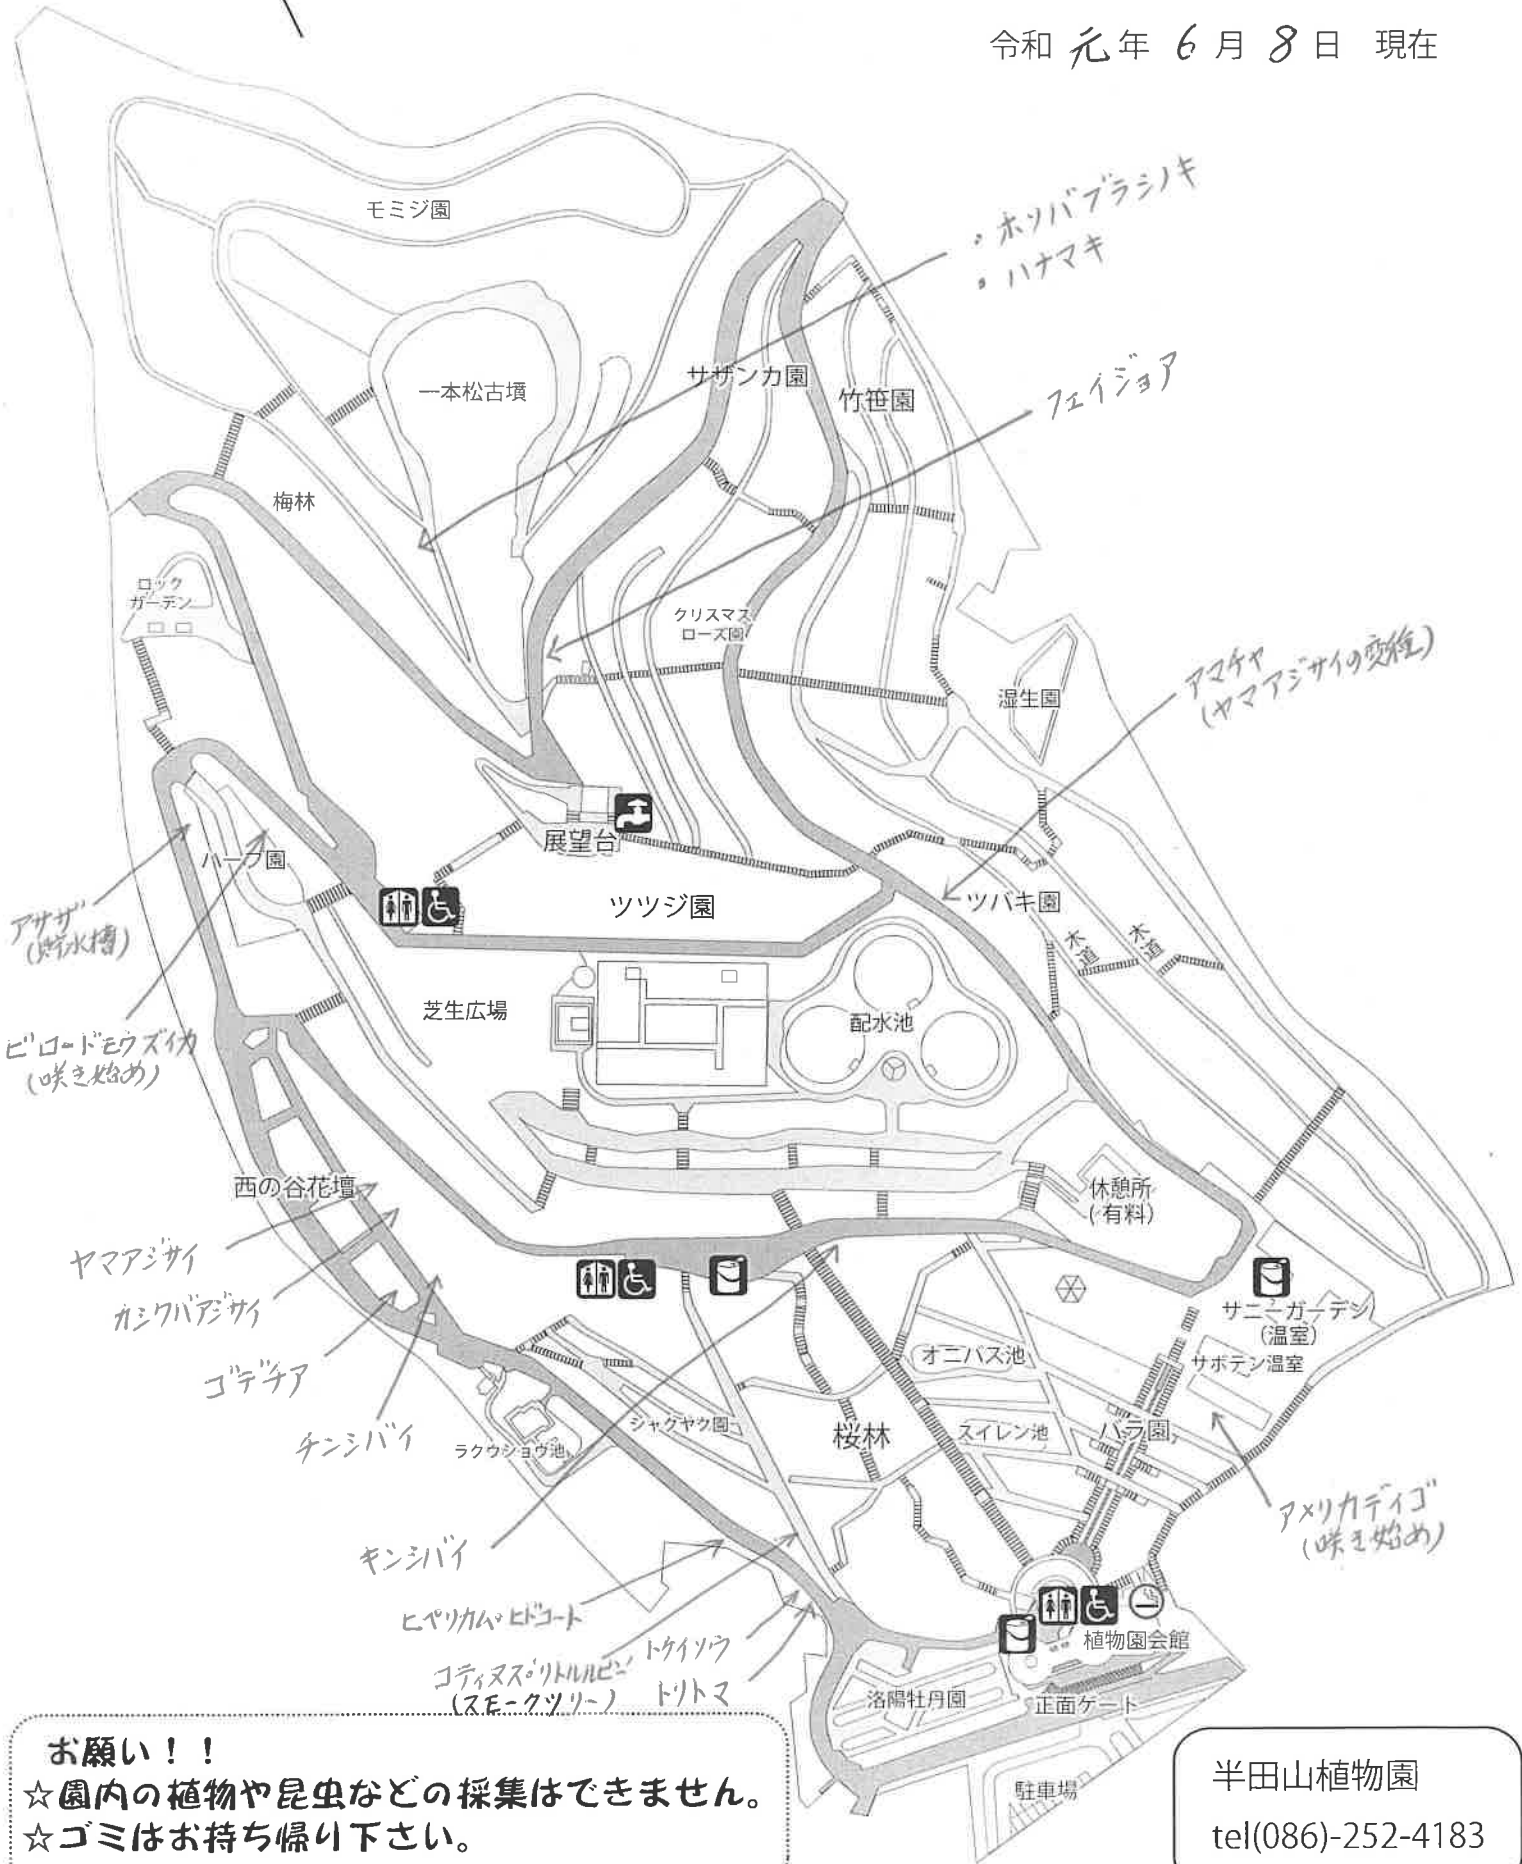 令和 元年 6月 8日 現在
モミジ園
・ホソバブラシノキ
・ハナマキ
一本松古墳
サザンカ園
竹笹園
フェイジョア
梅林
ロック
ガーデン
クリスマス
ローズ園
湿生園
アマチャ
(ヤマアジサイの変種)
展望台
ハーブ園
ツツジ園
ツバキ園
木道
木道
アサザ
(貯水槽)
芝生広場
配水池
ビロードモウズイカ
(咲き始め)
西の谷花壇
休憩所
(有料)
ヤマアジサイ
カシワバアジサイ
ゴデチア
チンシバイ
サニーガーデン
(温室)
サボテン温室
オニバス池
シャクヤク園
桜林
スイレン池
バラ園
ラクウショウ池
アメリカデイゴ
(咲き始め)
キンシバイ
ヒペリカム・ヒドコート
コティヌス・リトルルビー
(スモークツリー)
トケイソウ
トリトマ
植物園会館
洛陽牡丹園
正面ゲート
駐車場
お願い！！
☆園内の植物や昆虫などの採集はできません。
☆ゴミはお持ち帰り下さい。
半田山植物園
tel(086)-252-4183